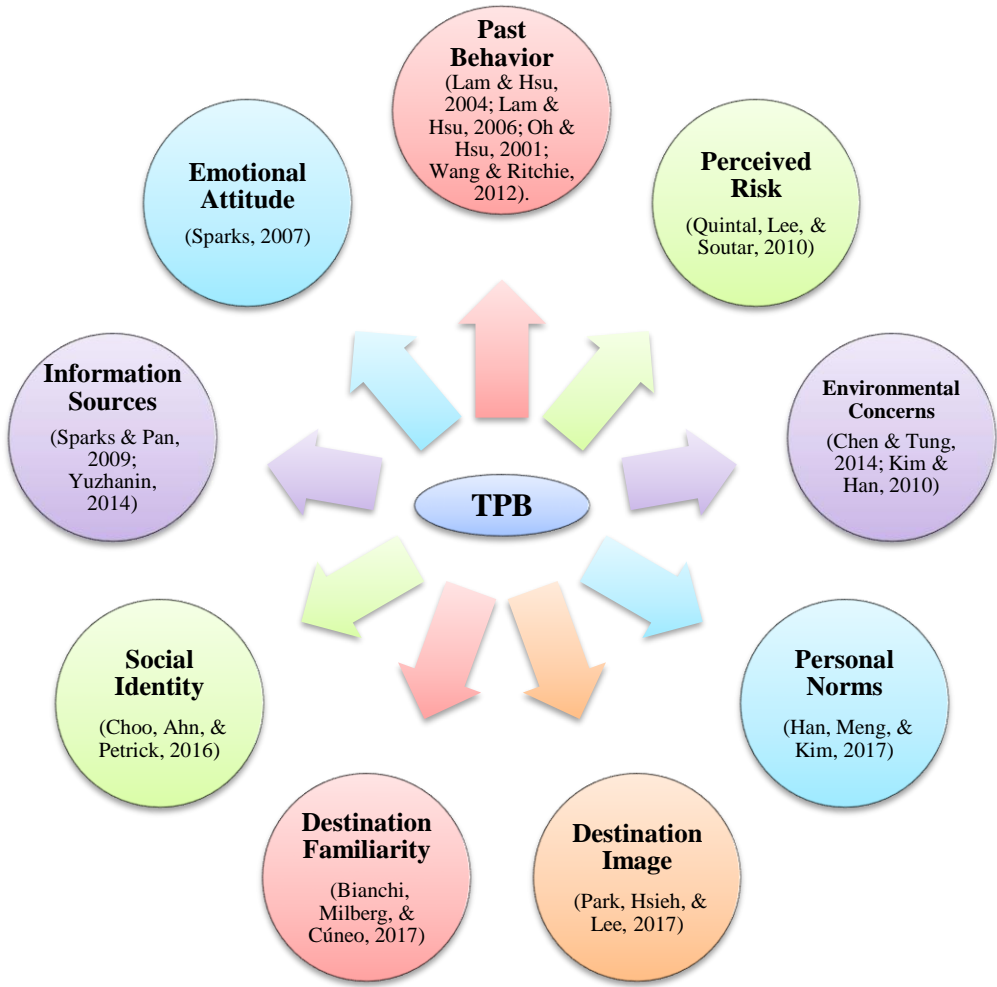 Past
Behavior
(Lam & Hsu,
2004; Lam &
Hsu, 2006; Oh &
Hsu, 2001;
Wang & Ritchie,
2012).
Perceived
Risk
(Quintal, Lee, &
Soutar, 2010)
Environmental
Concerns
(Chen & Tung,
2014; Kim &
Han, 2010)
Personal
Norms
(Han, Meng, &
Kim, 2017)
Destination
Image
(Park, Hsieh, &
Lee, 2017)
Destination
Familiarity
(Bianchi,
Milberg, &
Cúneo, 2017)
Social
Identity
(Choo, Ahn, &
Petrick, 2016)
Information
Sources
(Sparks & Pan,
2009;
Yuzhanin,
2014)
Emotional
Attitude
(Sparks, 2007)
TPB